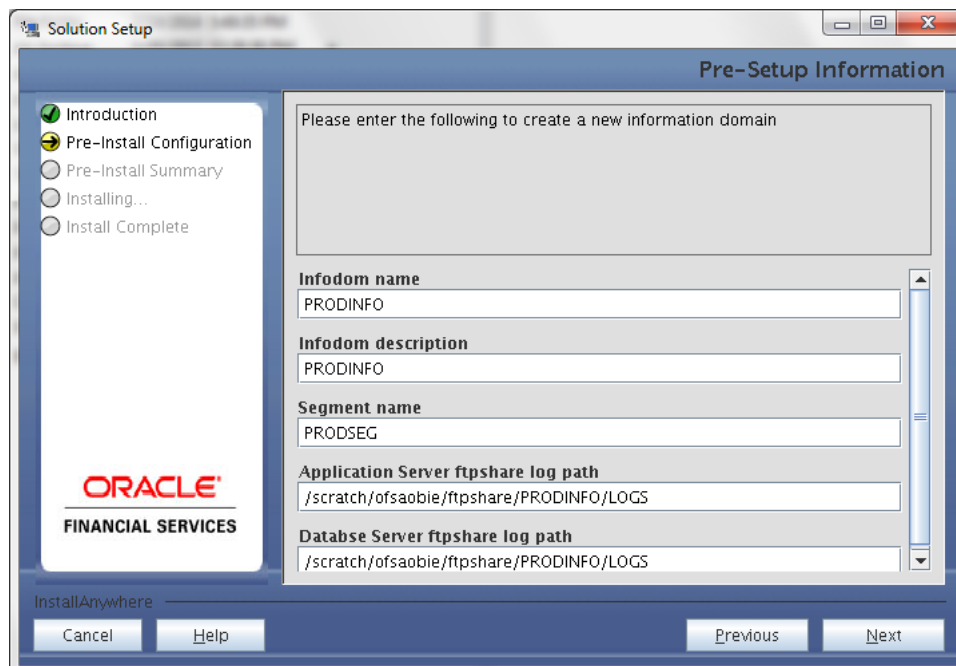 Solution Setup
Pre-Setup Information
Introduction
Pre-Install Configuration
Pre-Install Summary
Installing...
Install Complete
ORACLE
FINANCIAL SERVICES
Please enter the following to create a new information domain
Infodom name
PRODINFO
Infodom description
PRODINFO
Segment name
PRODSEG
Application Server ftpshare log path
/scratch/ofsaobie/ftpshare/PRODINFO/LOGS
Databse Server ftpshare log path
/scratch/ofsaobie/ftpshare/PRODINFO/LOGS
InstallAnywhere
Cancel Help Previous Next